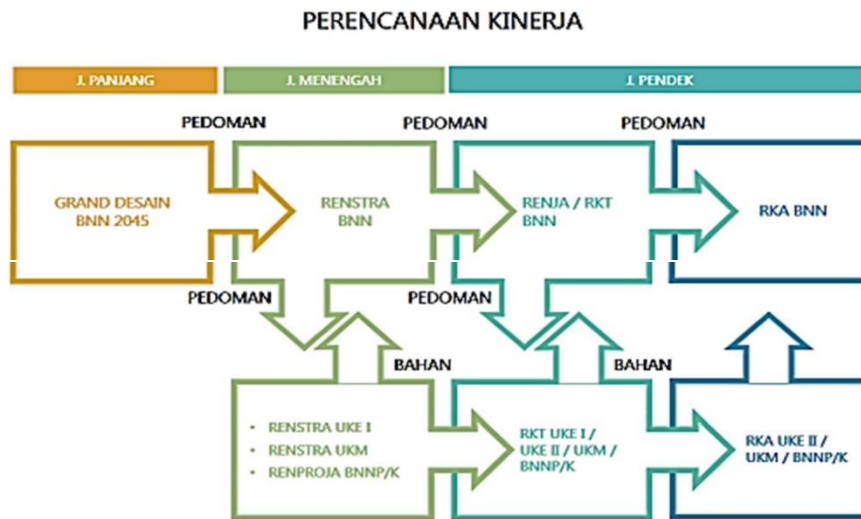 PERENCANAAN KINERJA
J. PANJANG
J. MENENGAH
J. PENDEK
PEDOMAN
PEDOMAN
PEDOMAN
GRAND DESAIN
BNN 2045
RENSTRA
BNN
RENJA / RKT
BNN
RKA BNN
PEDOMAN
PEDOMAN
BAHAN
BAHAN
• RENSTRA UKE I
• RENSTRA UKM
• RENPROJA BNNP/K
RKT UKE I /
UKE II / UKM /
BNNP/K
RKA UKE II /
UKM / BNNP/K